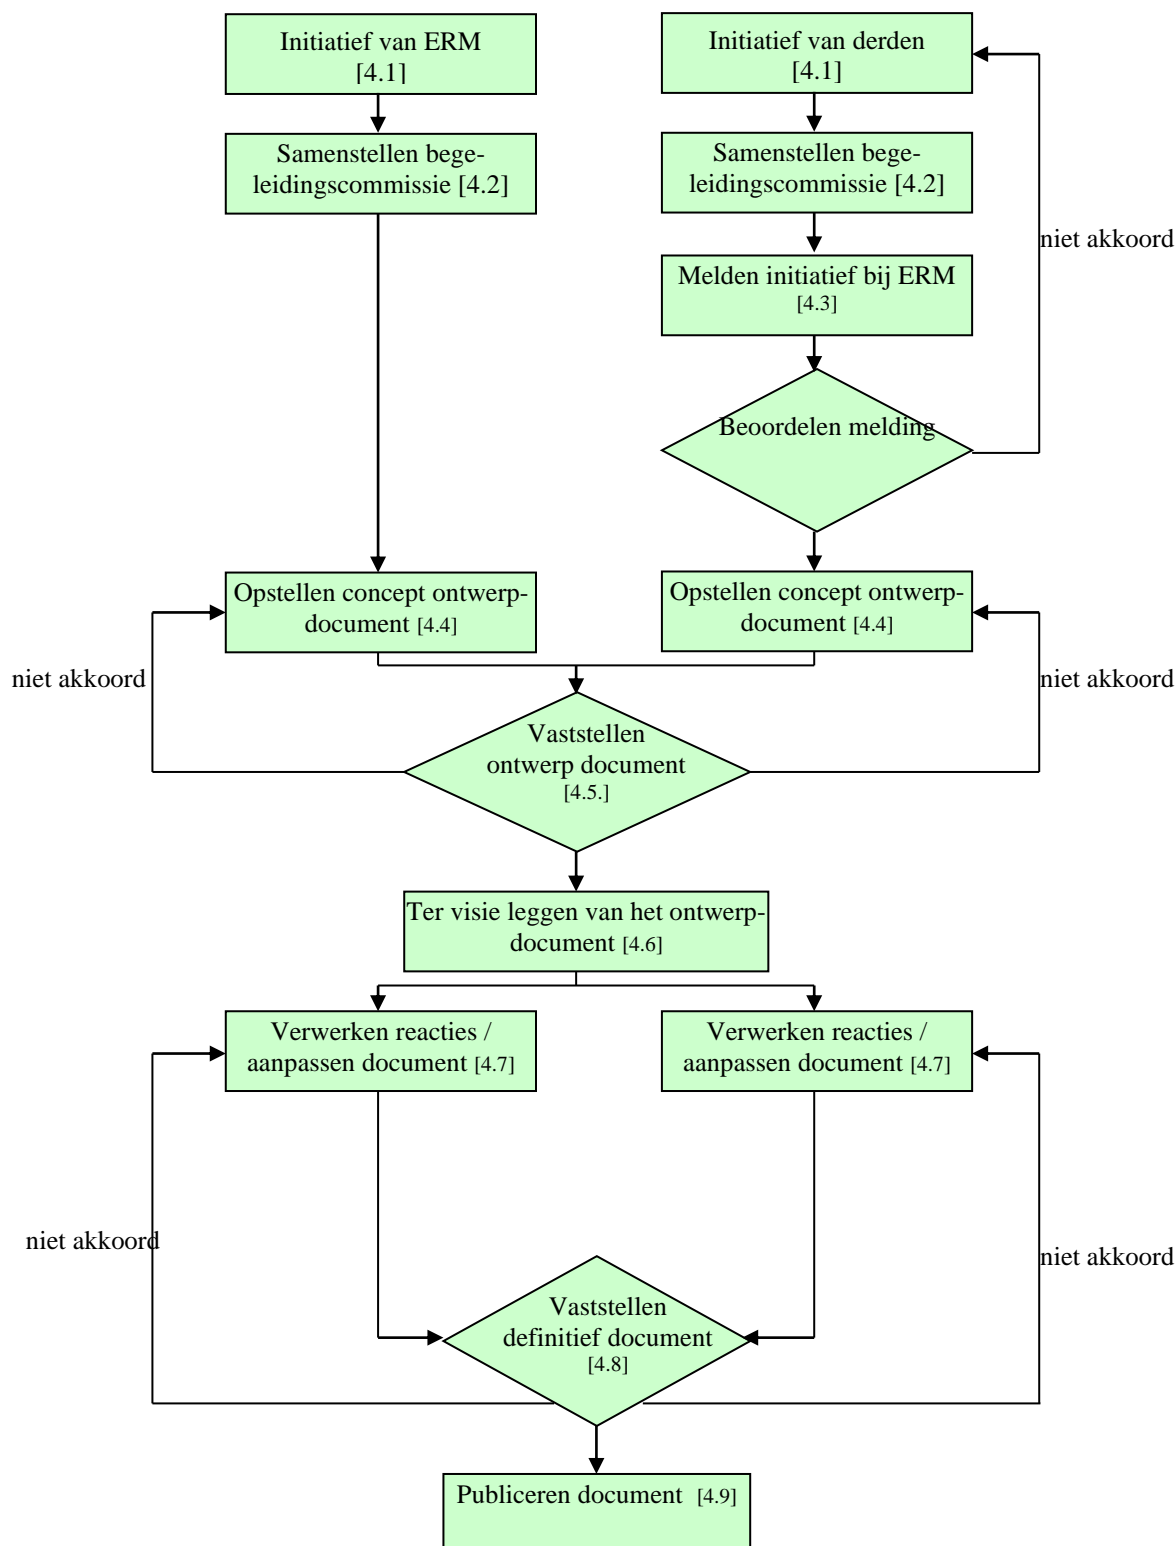 Initiatief van ERM
[4.1]
Initiatief van derden
[4.1]
Samenstellen bege-
leidingscommissie [4.2]
Samenstellen bege-
leidingscommissie [4.2]
niet akkoord
Melden initiatief bij ERM
[4.3]
Beoordelen melding
Opstellen concept ontwerp-
document [4.4]
Opstellen concept ontwerp-
document [4.4]
niet akkoord
niet akkoord
Vaststellen
ontwerp document
[4.5.]
Ter visie leggen van het ontwerp-
document [4.6]
Verwerken reacties /
aanpassen document [4.7]
Verwerken reacties /
aanpassen document [4.7]
niet akkoord
niet akkoord
Vaststellen
definitief document
[4.8]
Publiceren document [4.9]